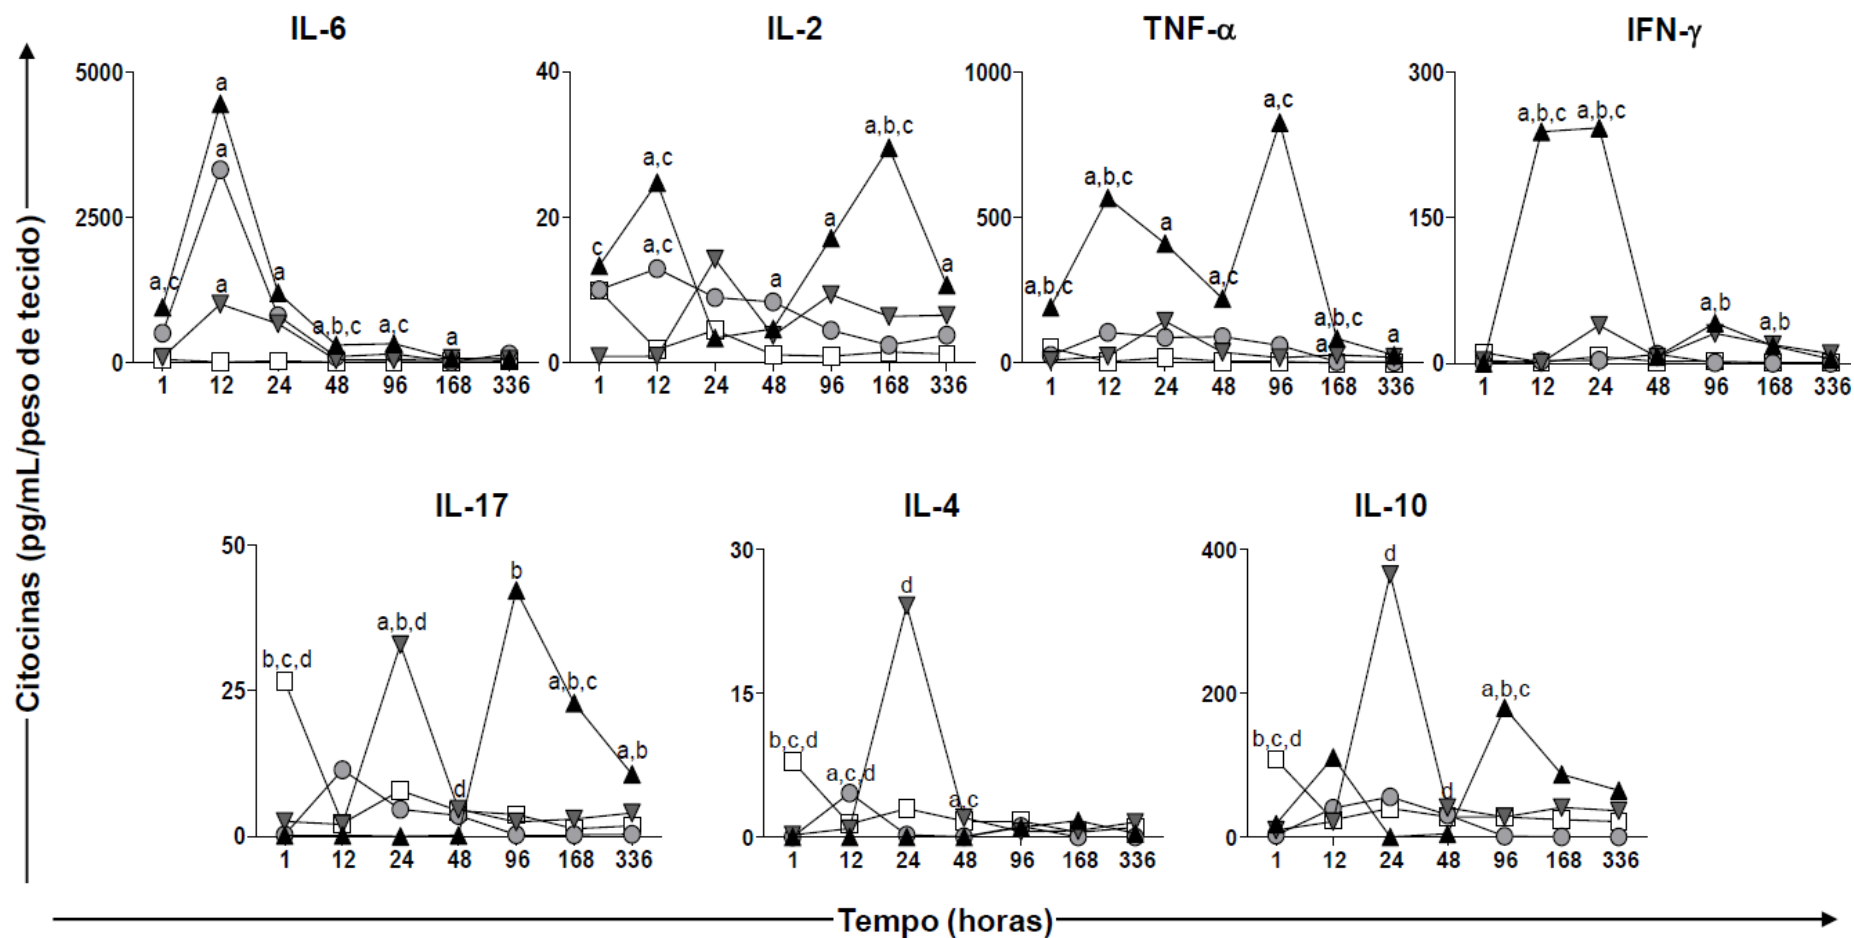 IL-6 IL-2 TNF-α IFN-γ
Citocinas (pg/mL/peso de tecido)
5000 2500 0
a,c a a a a a,b,c a,c a
1 12 24 48 96 168 336
40 20 0
c a,c a,c a a a,b,c a
1 12 24 48 96 168 336
1000 500 0
a,b,c a,b,c a a,c a,c a,b,c a a
1 12 24 48 96 168 336
300 150 0
a,b,c a,b,c a,b a,b
1 12 24 48 96 168 336
IL-17 IL-4 IL-10
50 25 0
b,c,d a,b,d d b a,b,c a,b
1 12 24 48 96 168 336
30 15 0
b,c,d a,c,d d a,c
1 12 24 48 96 168 336
400 200 0
b,c,d d d a,b,c
1 12 24 48 96 168 336
Tempo (horas)